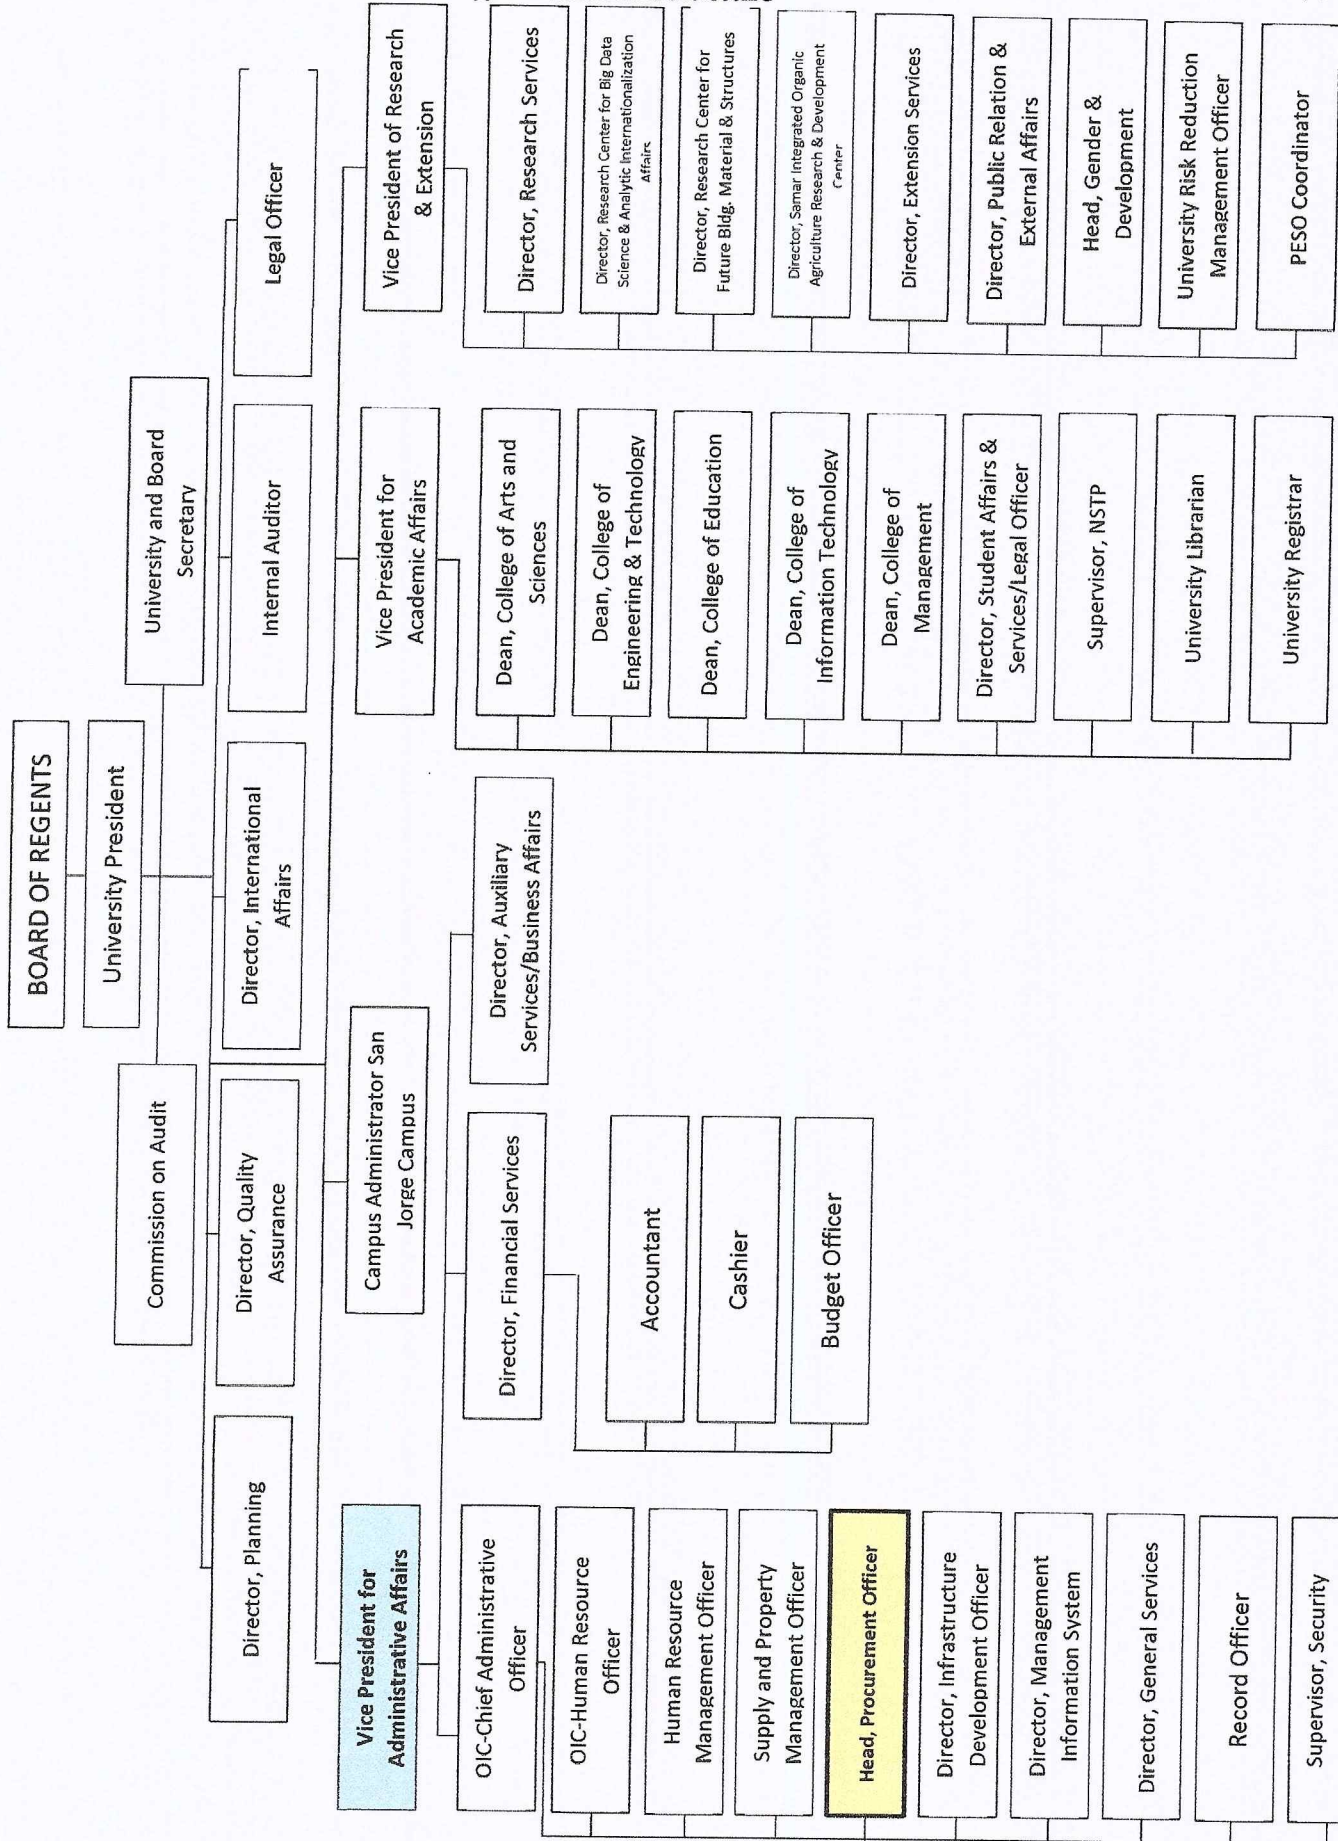 BOARD OF REGENTS
University President
Commission on Audit
University and Board
Secretary
Director, Planning
Director, Quality
Assurance
Director, International
Affairs
Internal Auditor
Legal Officer
Vice President for
Administrative Affairs
Campus Administrator San
Jorge Campus
Vice President for
Academic Affairs
Vice President of Research
& Extension
OIC-Chief Administrative
Officer
OIC-Human Resource
Officer
Human Resource
Management Officer
Supply and Property
Management Officer
Head, Procurement Officer
Director, Infrastructure
Development Officer
Director, Management
Information System
Director, General Services
Record Officer
Supervisor, Security
Director, Financial Services
Accountant
Cashier
Budget Officer
Director, Auxiliary
Services/Business Affairs
Dean, College of Arts and
Sciences
Dean, College of
Engineering & Technology
Dean, College of Education
Dean, College of
Information Technology
Dean, College of
Management
Director, Student Affairs &
Services/Legal Officer
Supervisor, NSTP
University Librarian
University Registrar
Director, Research Services
Director, Research Center for Big Data
Science & Analytic Internationalization
Affairs
Director, Research Center for
Future Bldg. Material & Structures
Director, Samar Integrated Organic
Agriculture Research & Development
Center
Director, Extension Services
Director, Public Relation &
External Affairs
Head, Gender &
Development
University Risk Reduction
Management Officer
PESO Coordinator